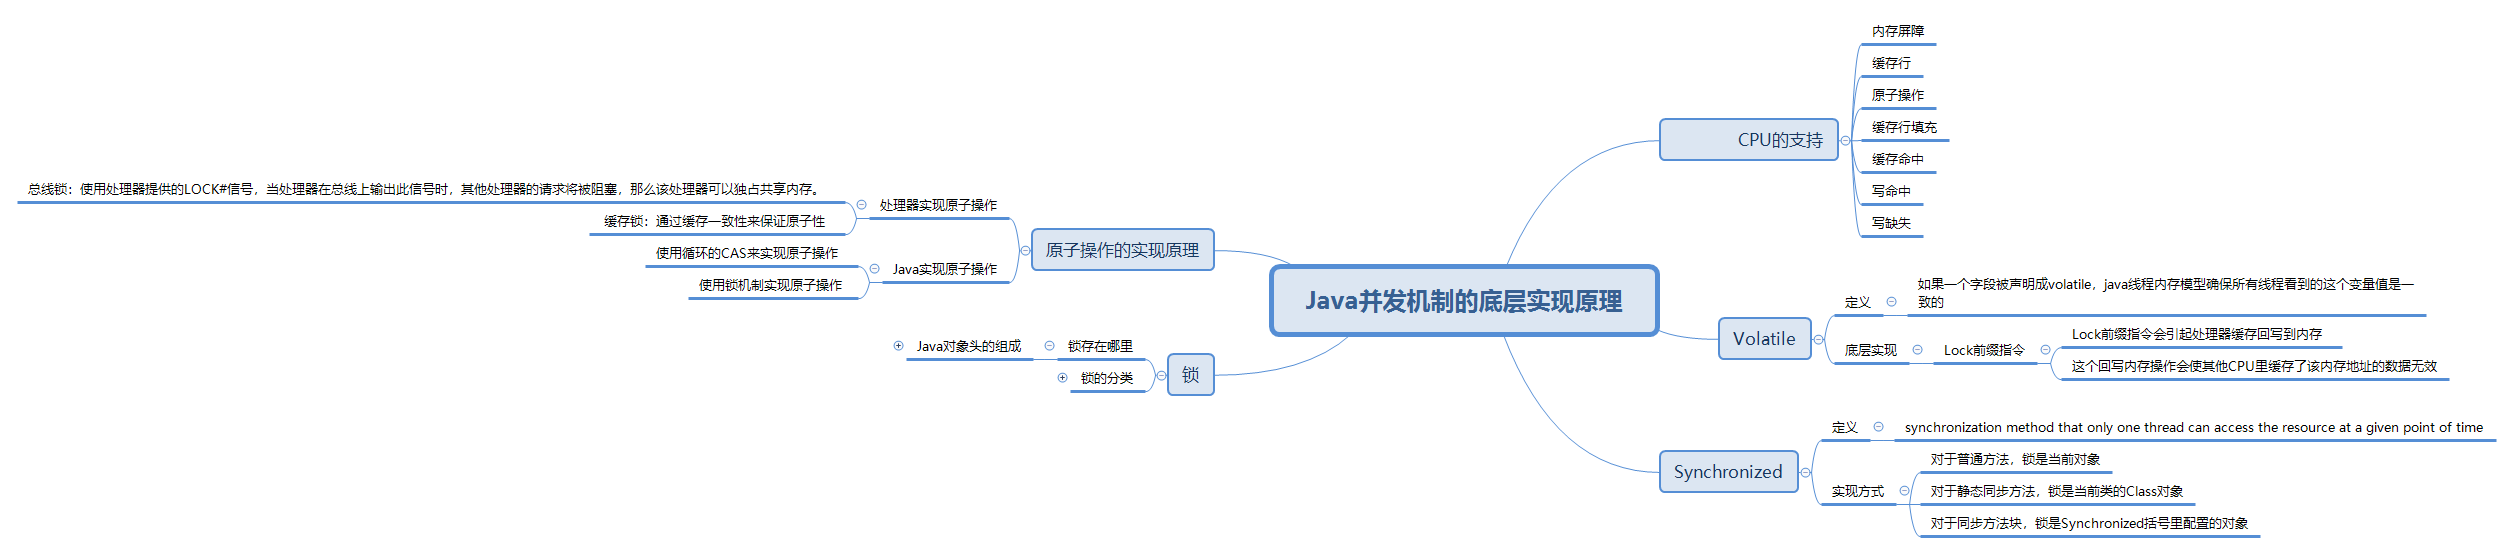 Java并发机制的底层实现原理
CPU的支持
内存屏障
缓存行
原子操作
缓存行填充
缓存命中
写命中
写缺失
Volatile
定义
如果一个字段被声明成volatile，java线程内存模型确保所有线程看到的这个变量值是一
致的
底层实现
Lock前缀指令
Lock前缀指令会引起处理器缓存回写到内存
这个回写内存操作会使其他CPU里缓存了该内存地址的数据无效
Synchronized
定义
synchronization method that only one thread can access the resource at a given point of time
实现方式
对于普通方法，锁是当前对象
对于静态同步方法，锁是当前类的Class对象
对于同步方法块，锁是Synchronized括号里配置的对象
原子操作的实现原理
处理器实现原子操作
总线锁：使用处理器提供的LOCK#信号，当处理器在总线上输出此信号时，其他处理器的请求将被阻塞，那么该处理器可以独占共享内存。
缓存锁：通过缓存一致性来保证原子性
Java实现原子操作
使用循环的CAS来实现原子操作
使用锁机制实现原子操作
锁
锁存在哪里
Java对象头的组成
锁的分类